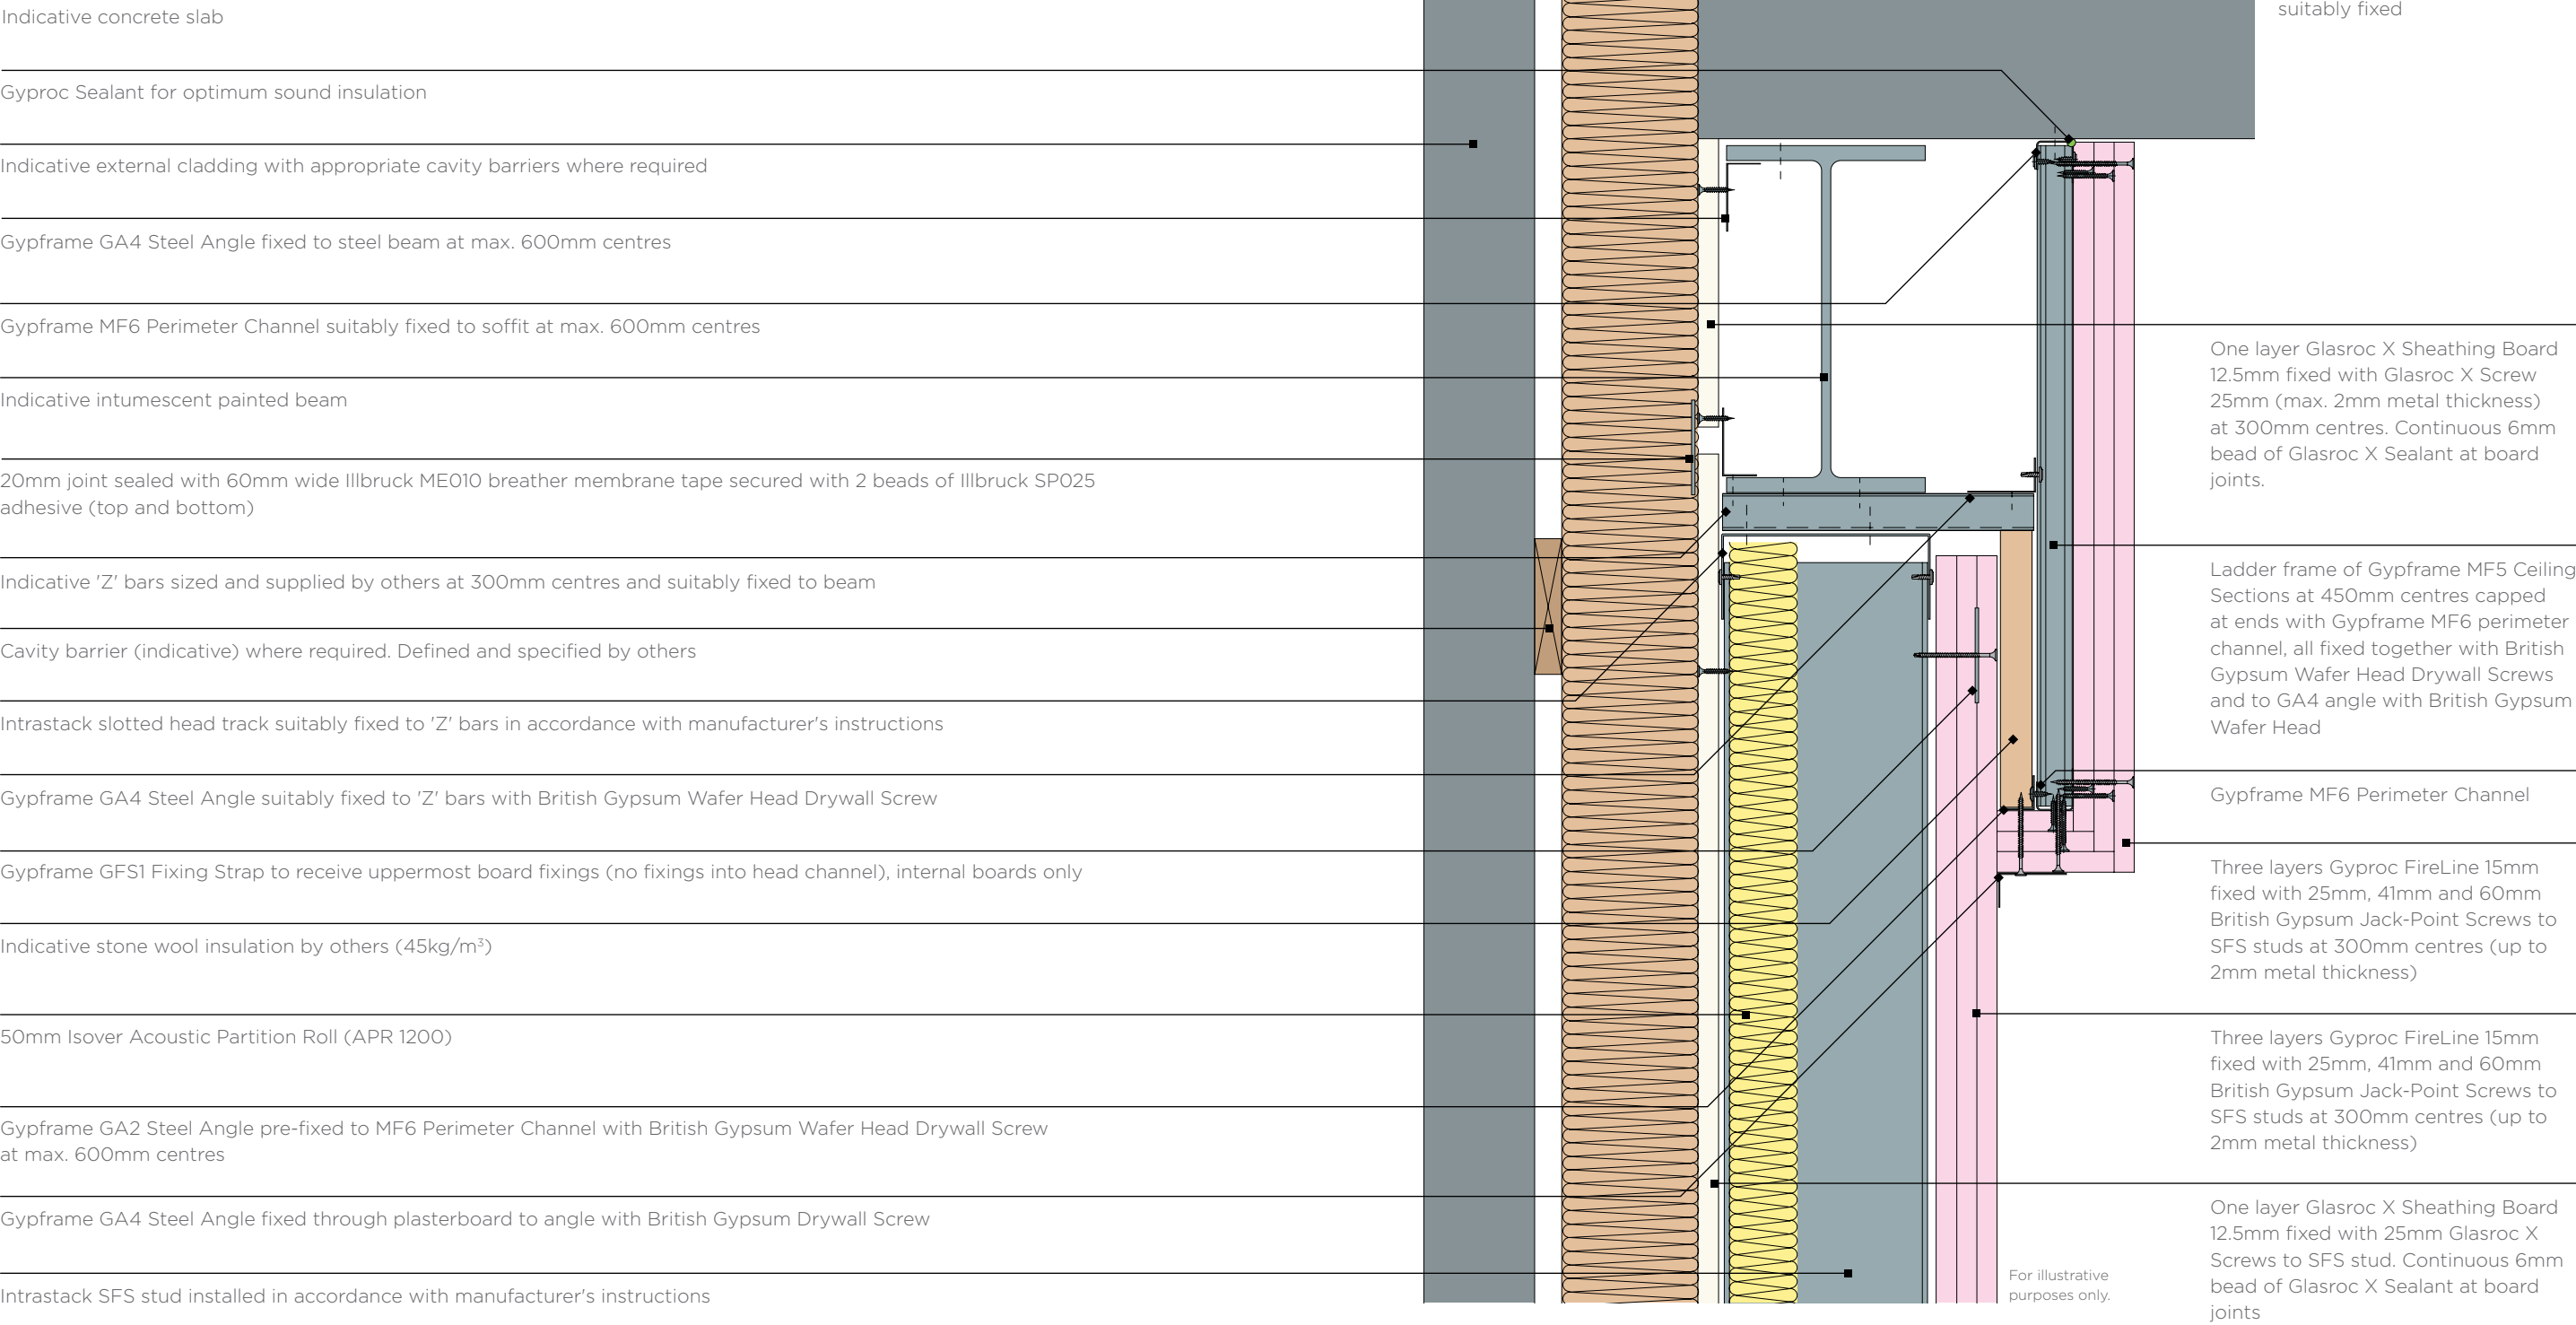 Indicative concrete slab
Gyproc Sealant for optimum sound insulation
Indicative external cladding with appropriate cavity barriers where required
Gypframe GA4 Steel Angle fixed to steel beam at max. 600mm centres
Gypframe MF6 Perimeter Channel suitably fixed to soffit at max. 600mm centres
Indicative intumescent painted beam
20mm joint sealed with 60mm wide Illbruck ME010 breather membrane tape secured with 2 beads of Illbruck SP025
adhesive (top and bottom)
Indicative 'Z' bars sized and supplied by others at 300mm centres and suitably fixed to beam
Cavity barrier (indicative) where required. Defined and specified by others
Intrastack slotted head track suitably fixed to 'Z' bars in accordance with manufacturer's instructions
Gypframe GA4 Steel Angle suitably fixed to 'Z' bars with British Gypsum Wafer Head Drywall Screw
Gypframe GFS1 Fixing Strap to receive uppermost board fixings (no fixings into head channel), internal boards only
Indicative stone wool insulation by others (45kg/m³)
50mm Isover Acoustic Partition Roll (APR 1200)
Gypframe GA2 Steel Angle pre-fixed to MF6 Perimeter Channel with British Gypsum Wafer Head Drywall Screw
at max. 600mm centres
Gypframe GA4 Steel Angle fixed through plasterboard to angle with British Gypsum Drywall Screw
Intrastack SFS stud installed in accordance with manufacturer's instructions
suitably fixed
One layer Glasroc X Sheathing Board
12.5mm fixed with Glasroc X Screw
25mm (max. 2mm metal thickness)
at 300mm centres. Continuous 6mm
bead of Glasroc X Sealant at board
joints.
Ladder frame of Gypframe MF5 Ceiling
Sections at 450mm centres capped
at ends with Gypframe MF6 perimeter
channel, all fixed together with British
Gypsum Wafer Head Drywall Screws
and to GA4 angle with British Gypsum
Wafer Head
Gypframe MF6 Perimeter Channel
Three layers Gyproc FireLine 15mm
fixed with 25mm, 41mm and 60mm
British Gypsum Jack-Point Screws to
SFS studs at 300mm centres (up to
2mm metal thickness)
Three layers Gyproc FireLine 15mm
fixed with 25mm, 41mm and 60mm
British Gypsum Jack-Point Screws to
SFS studs at 300mm centres (up to
2mm metal thickness)
One layer Glasroc X Sheathing Board
12.5mm fixed with 25mm Glasroc X
Screws to SFS stud. Continuous 6mm
bead of Glasroc X Sealant at board
joints
For illustrative
purposes only.